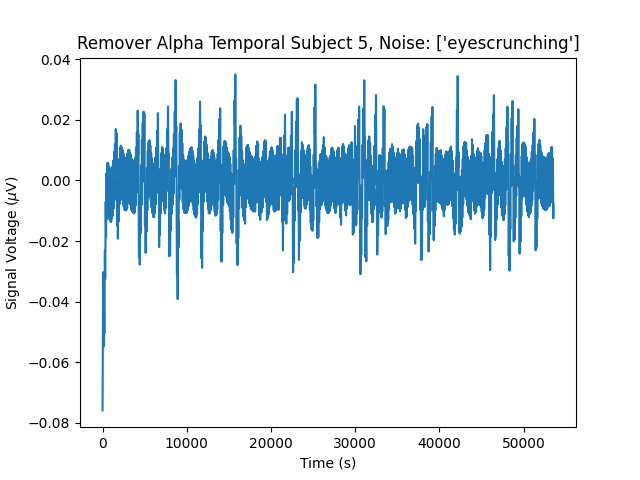 Remover Alpha Temporal Subject 5, Noise: ['eyescrunching']
0.04
0.02
0.00
−0.02
−0.04
−0.06
−0.08
Signal Voltage (μV)
0 10000 20000 30000 40000 50000
Time (s)